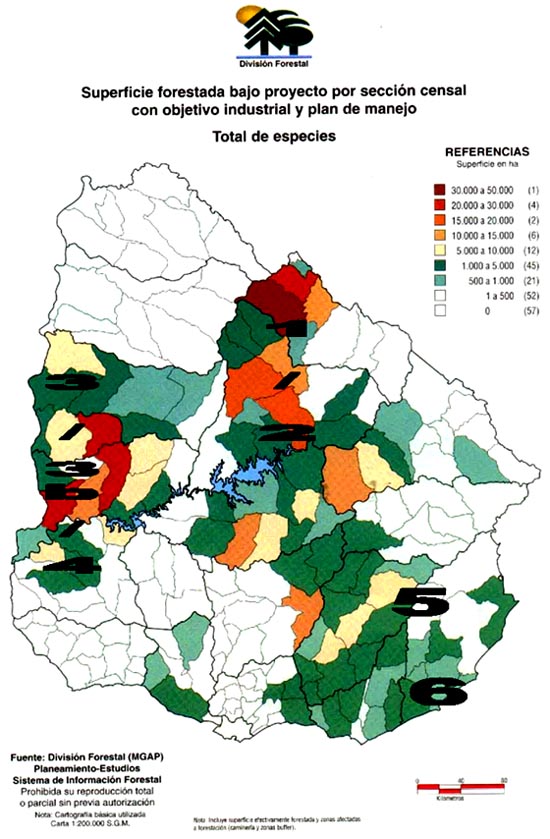 División Forestal
Superficie forestada bajo proyecto por sección censal
con objetivo industrial y plan de manejo
Total de especies
REFERENCIAS
Superficie en ha
30.000 a 50.000 (1)
20.000 a 30.000 (4)
15.000 a 20.000 (2)
10.000 a 15.000 (6)
5.000 a 10.000 (12)
1.000 a 5.000 (45)
500 a 1.000 (21)
1 a 500 (52)
0 (57)
1
/
2
3
/
3
5
/
4
5
6
Fuente: División Forestal (MGAP)
Planeamiento-Estudios
Sistema de Información Forestal
Prohibida su reproducción total
o parcial sin previa autorización
Nota: Cartografía básica utilizada
Carta 1:200.000 S.G.M.
Nota: Incluye superficie efectivamente forestada y zonas afectadas
a forestación (caminería y zonas buffer).
0 40 80
Kilómetros